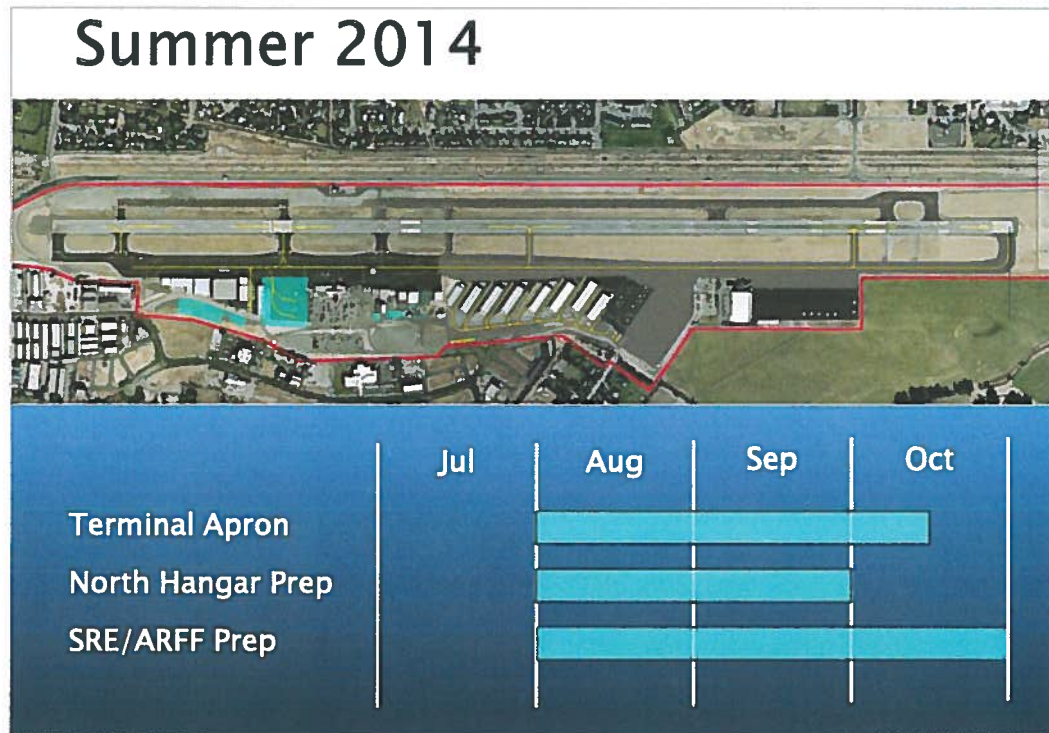 Summer 2014
Jul Aug Sep Oct
Terminal Apron
North Hangar Prep
SRE/ARFF Prep